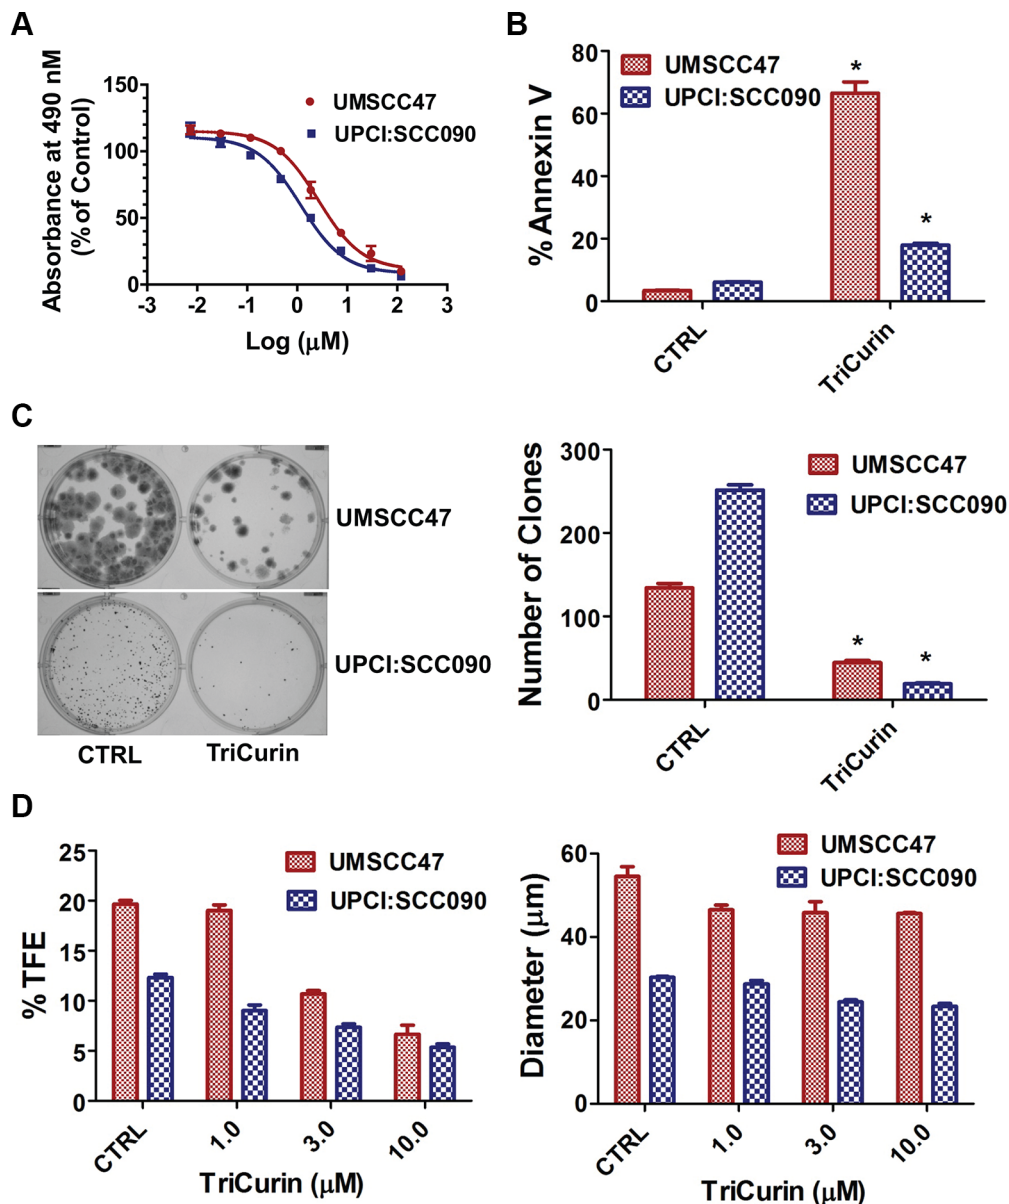 A
Absorbance at 490 nM
(% of Control)
150
100
50
0
-3
-2
-1
0
1
2
3
Log (μM)
UMSCC47
UPCI:SCC090
B
% Annexin V
80
60
40
20
0
UMSCC47
UPCI:SCC090
*
*
CTRL
TriCurin
C
UMSCC47
UPCI:SCC090
CTRL
TriCurin
Number of Clones
300
200
100
0
UMSCC47
UPCI:SCC090
*
*
CTRL
TriCurin
D
% TFE
25
20
15
10
5
0
UMSCC47
UPCI:SCC090
CTRL
1.0
3.0
10.0
TriCurin (μM)
Diameter (μm)
60
40
20
0
UMSCC47
UPCI:SCC090
CTRL
1.0
3.0
10.0
TriCurin (μM)